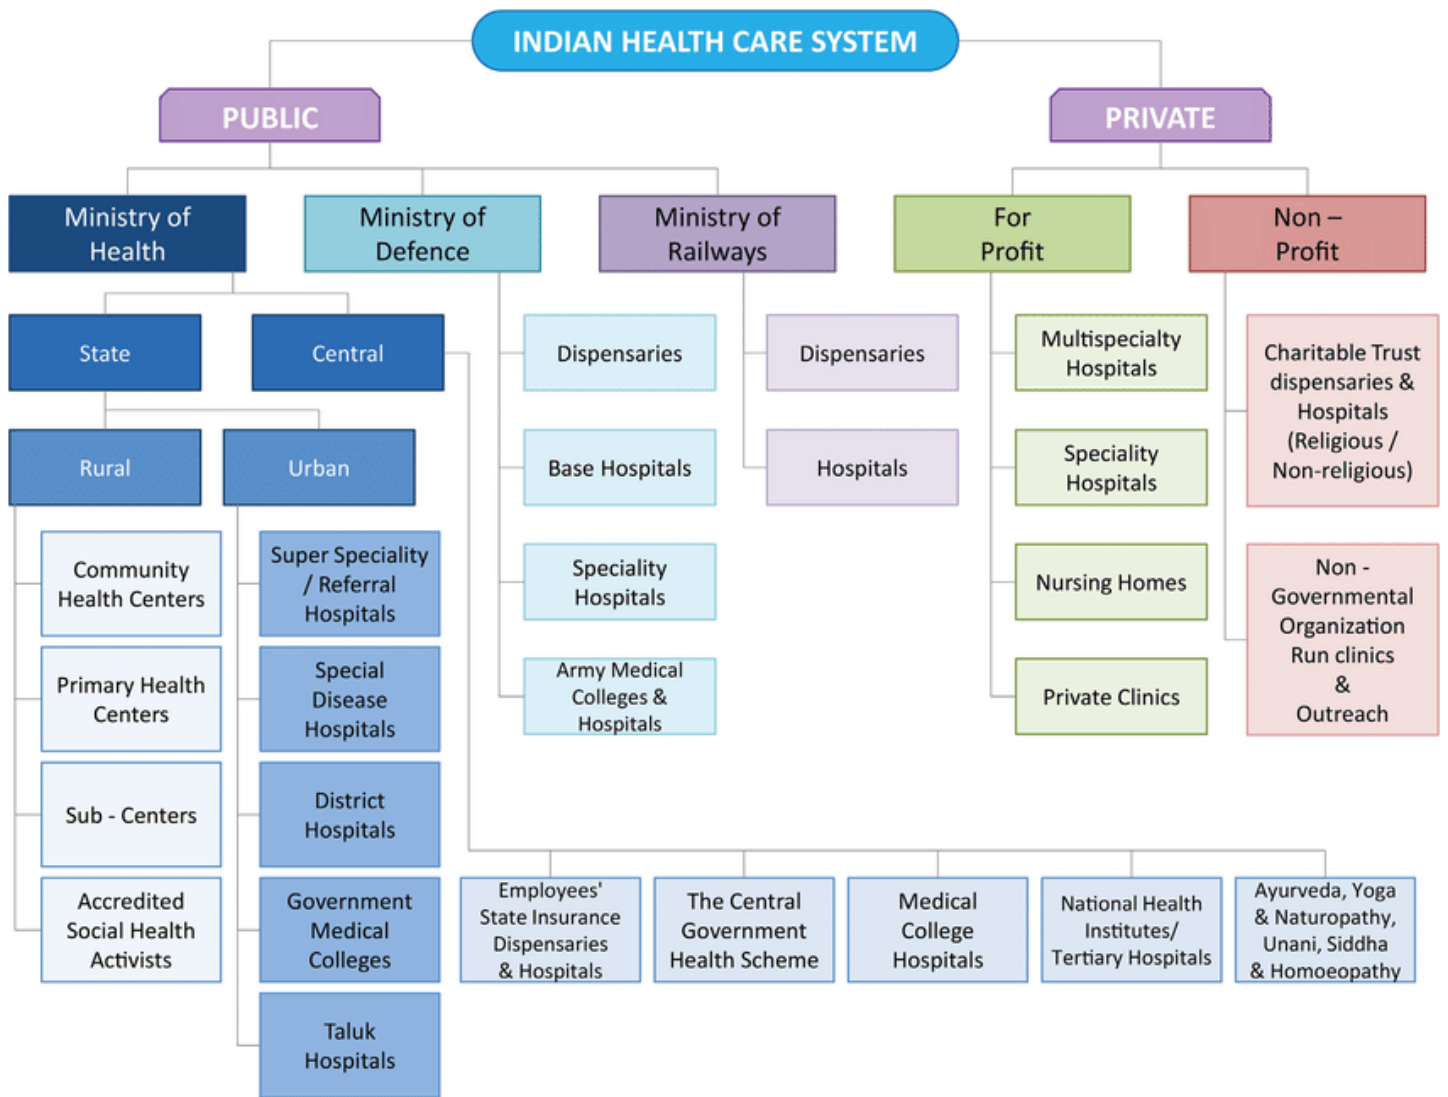 INDIAN HEALTH CARE SYSTEM
PUBLIC
PRIVATE
Ministry of
Health
Ministry of
Defence
Ministry of
Railways
For
Profit
Non –
Profit
State
Central
Rural
Urban
Community
Health Centers
Primary Health
Centers
Sub - Centers
Accredited
Social Health
Activists
Super Speciality
/ Referral
Hospitals
Special
Disease
Hospitals
District
Hospitals
Government
Medical
Colleges
Taluk
Hospitals
Dispensaries
Base Hospitals
Speciality
Hospitals
Army Medical
Colleges &
Hospitals
Dispensaries
Hospitals
Multispecialty
Hospitals
Speciality
Hospitals
Nursing Homes
Private Clinics
Charitable Trust
dispensaries &
Hospitals
(Religious /
Non-religious)
Non -
Governmental
Organization
Run clinics
&
Outreach
Employees'
State Insurance
Dispensaries
& Hospitals
The Central
Government
Health Scheme
Medical
College
Hospitals
National Health
Institutes/
Tertiary Hospitals
Ayurveda, Yoga
& Naturopathy,
Unani, Siddha
& Homoeopathy